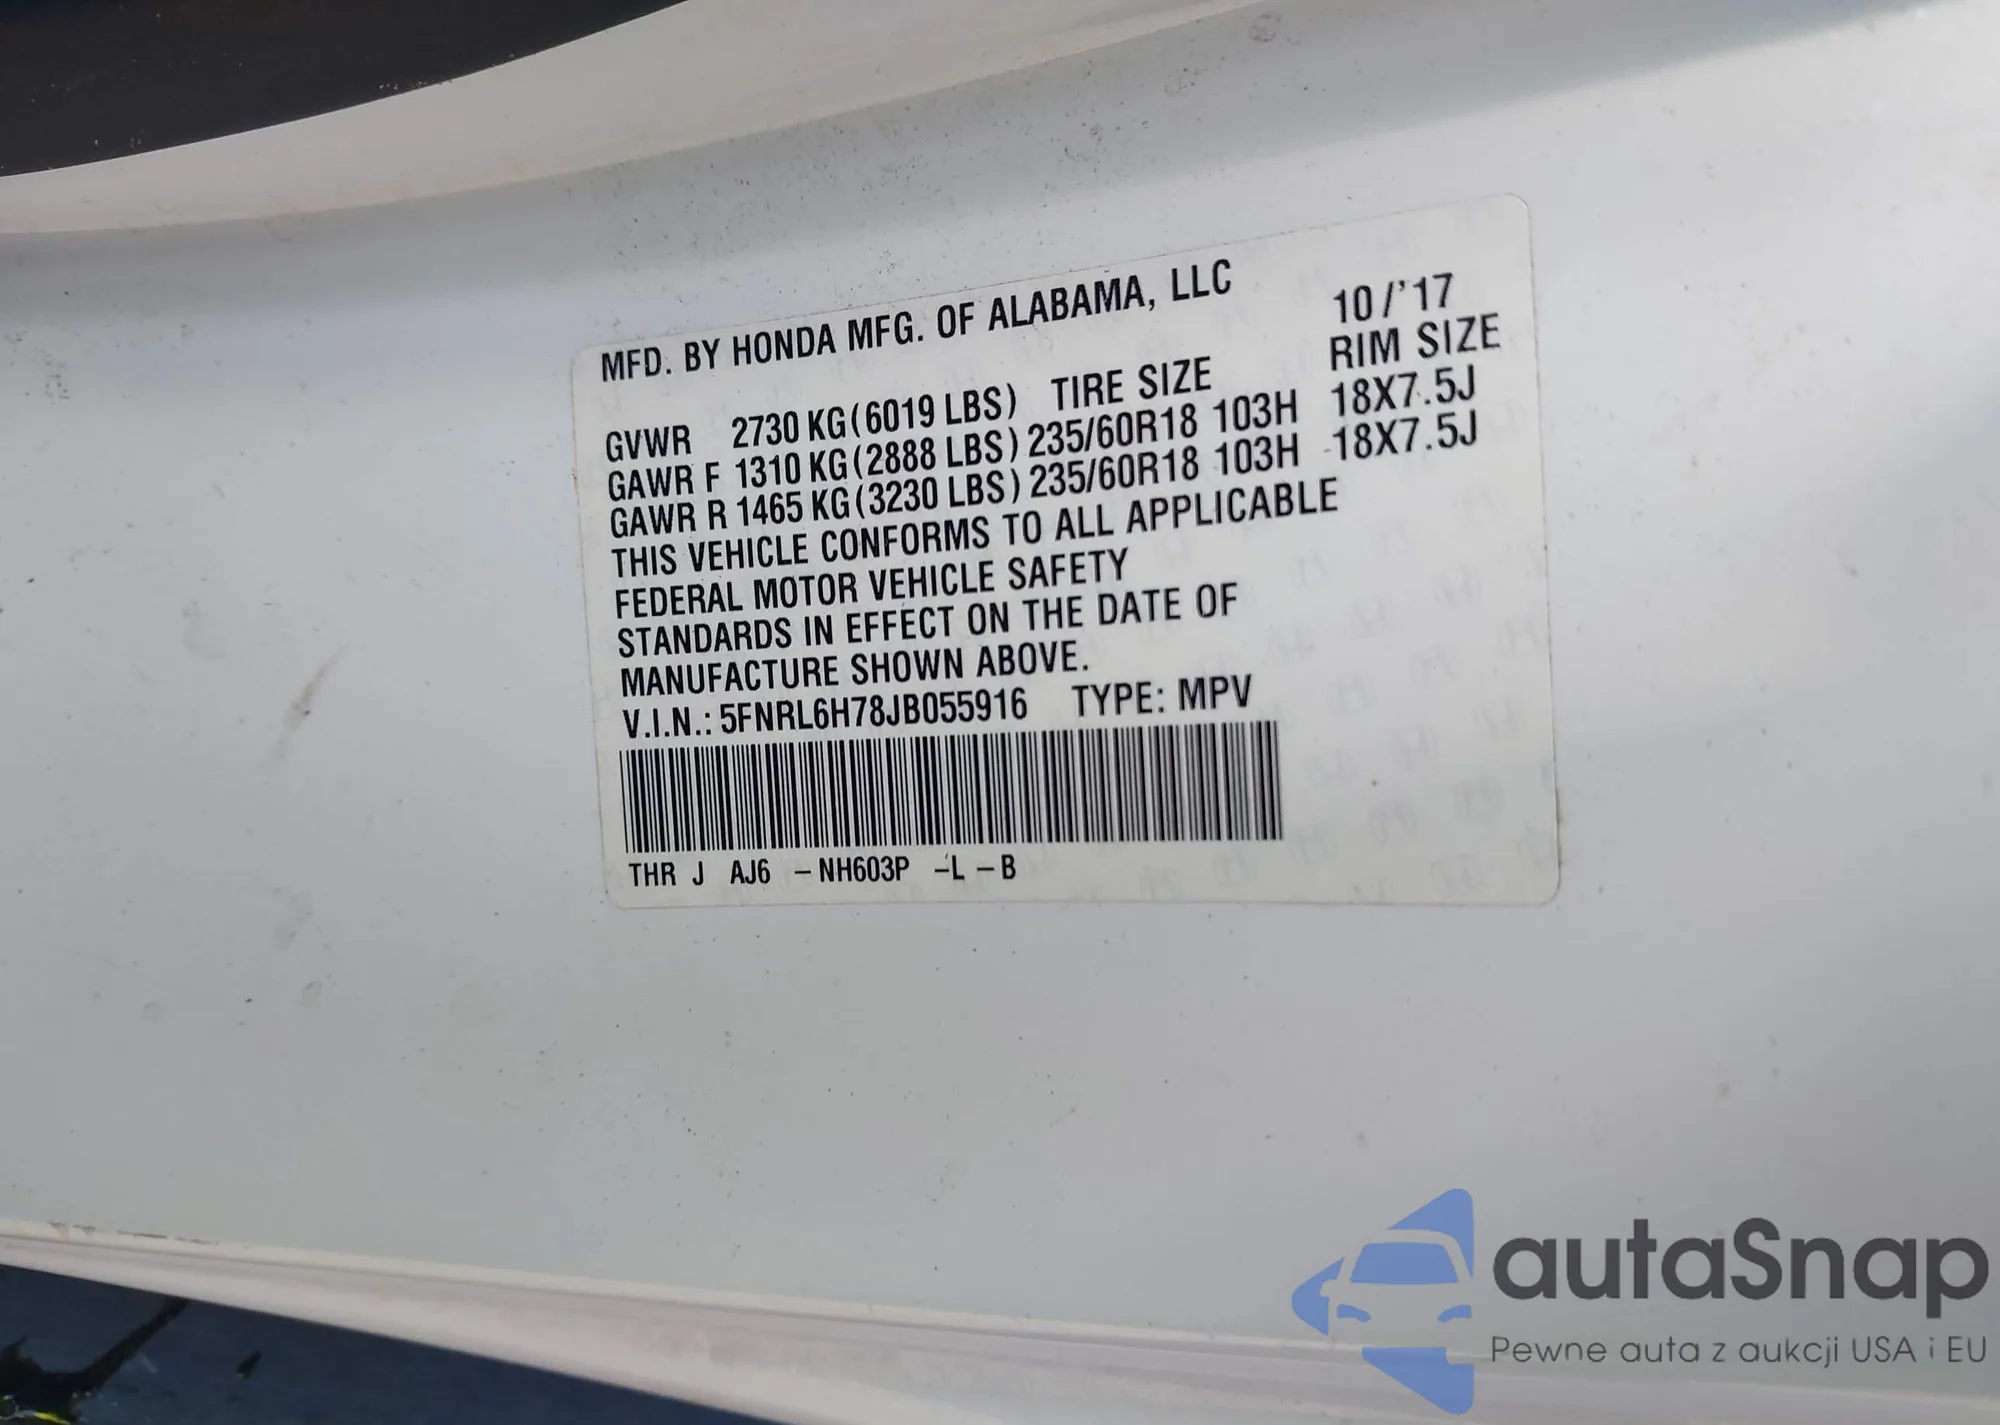 MFD. BY HONDA MFG. OF ALABAMA, LLC 10/'17
GVWR 2730 KG(6019 LBS) TIRE SIZE RIM SIZE
GAWR F 1310 KG(2888 LBS) 235/60R18 103H 18X7.5J
GAWR R 1465 KG(3230 LBS) 235/60R18 103H 18X7.5J
THIS VEHICLE CONFORMS TO ALL APPLICABLE
FEDERAL MOTOR VEHICLE SAFETY
STANDARDS IN EFFECT ON THE DATE OF
MANUFACTURE SHOWN ABOVE.
V.I.N.: 5FNRL6H78JB055916 TYPE: MPV
THR J AJ6 -NH603P -L-B
autaSnap
Pewne auta z aukcji USA i EU